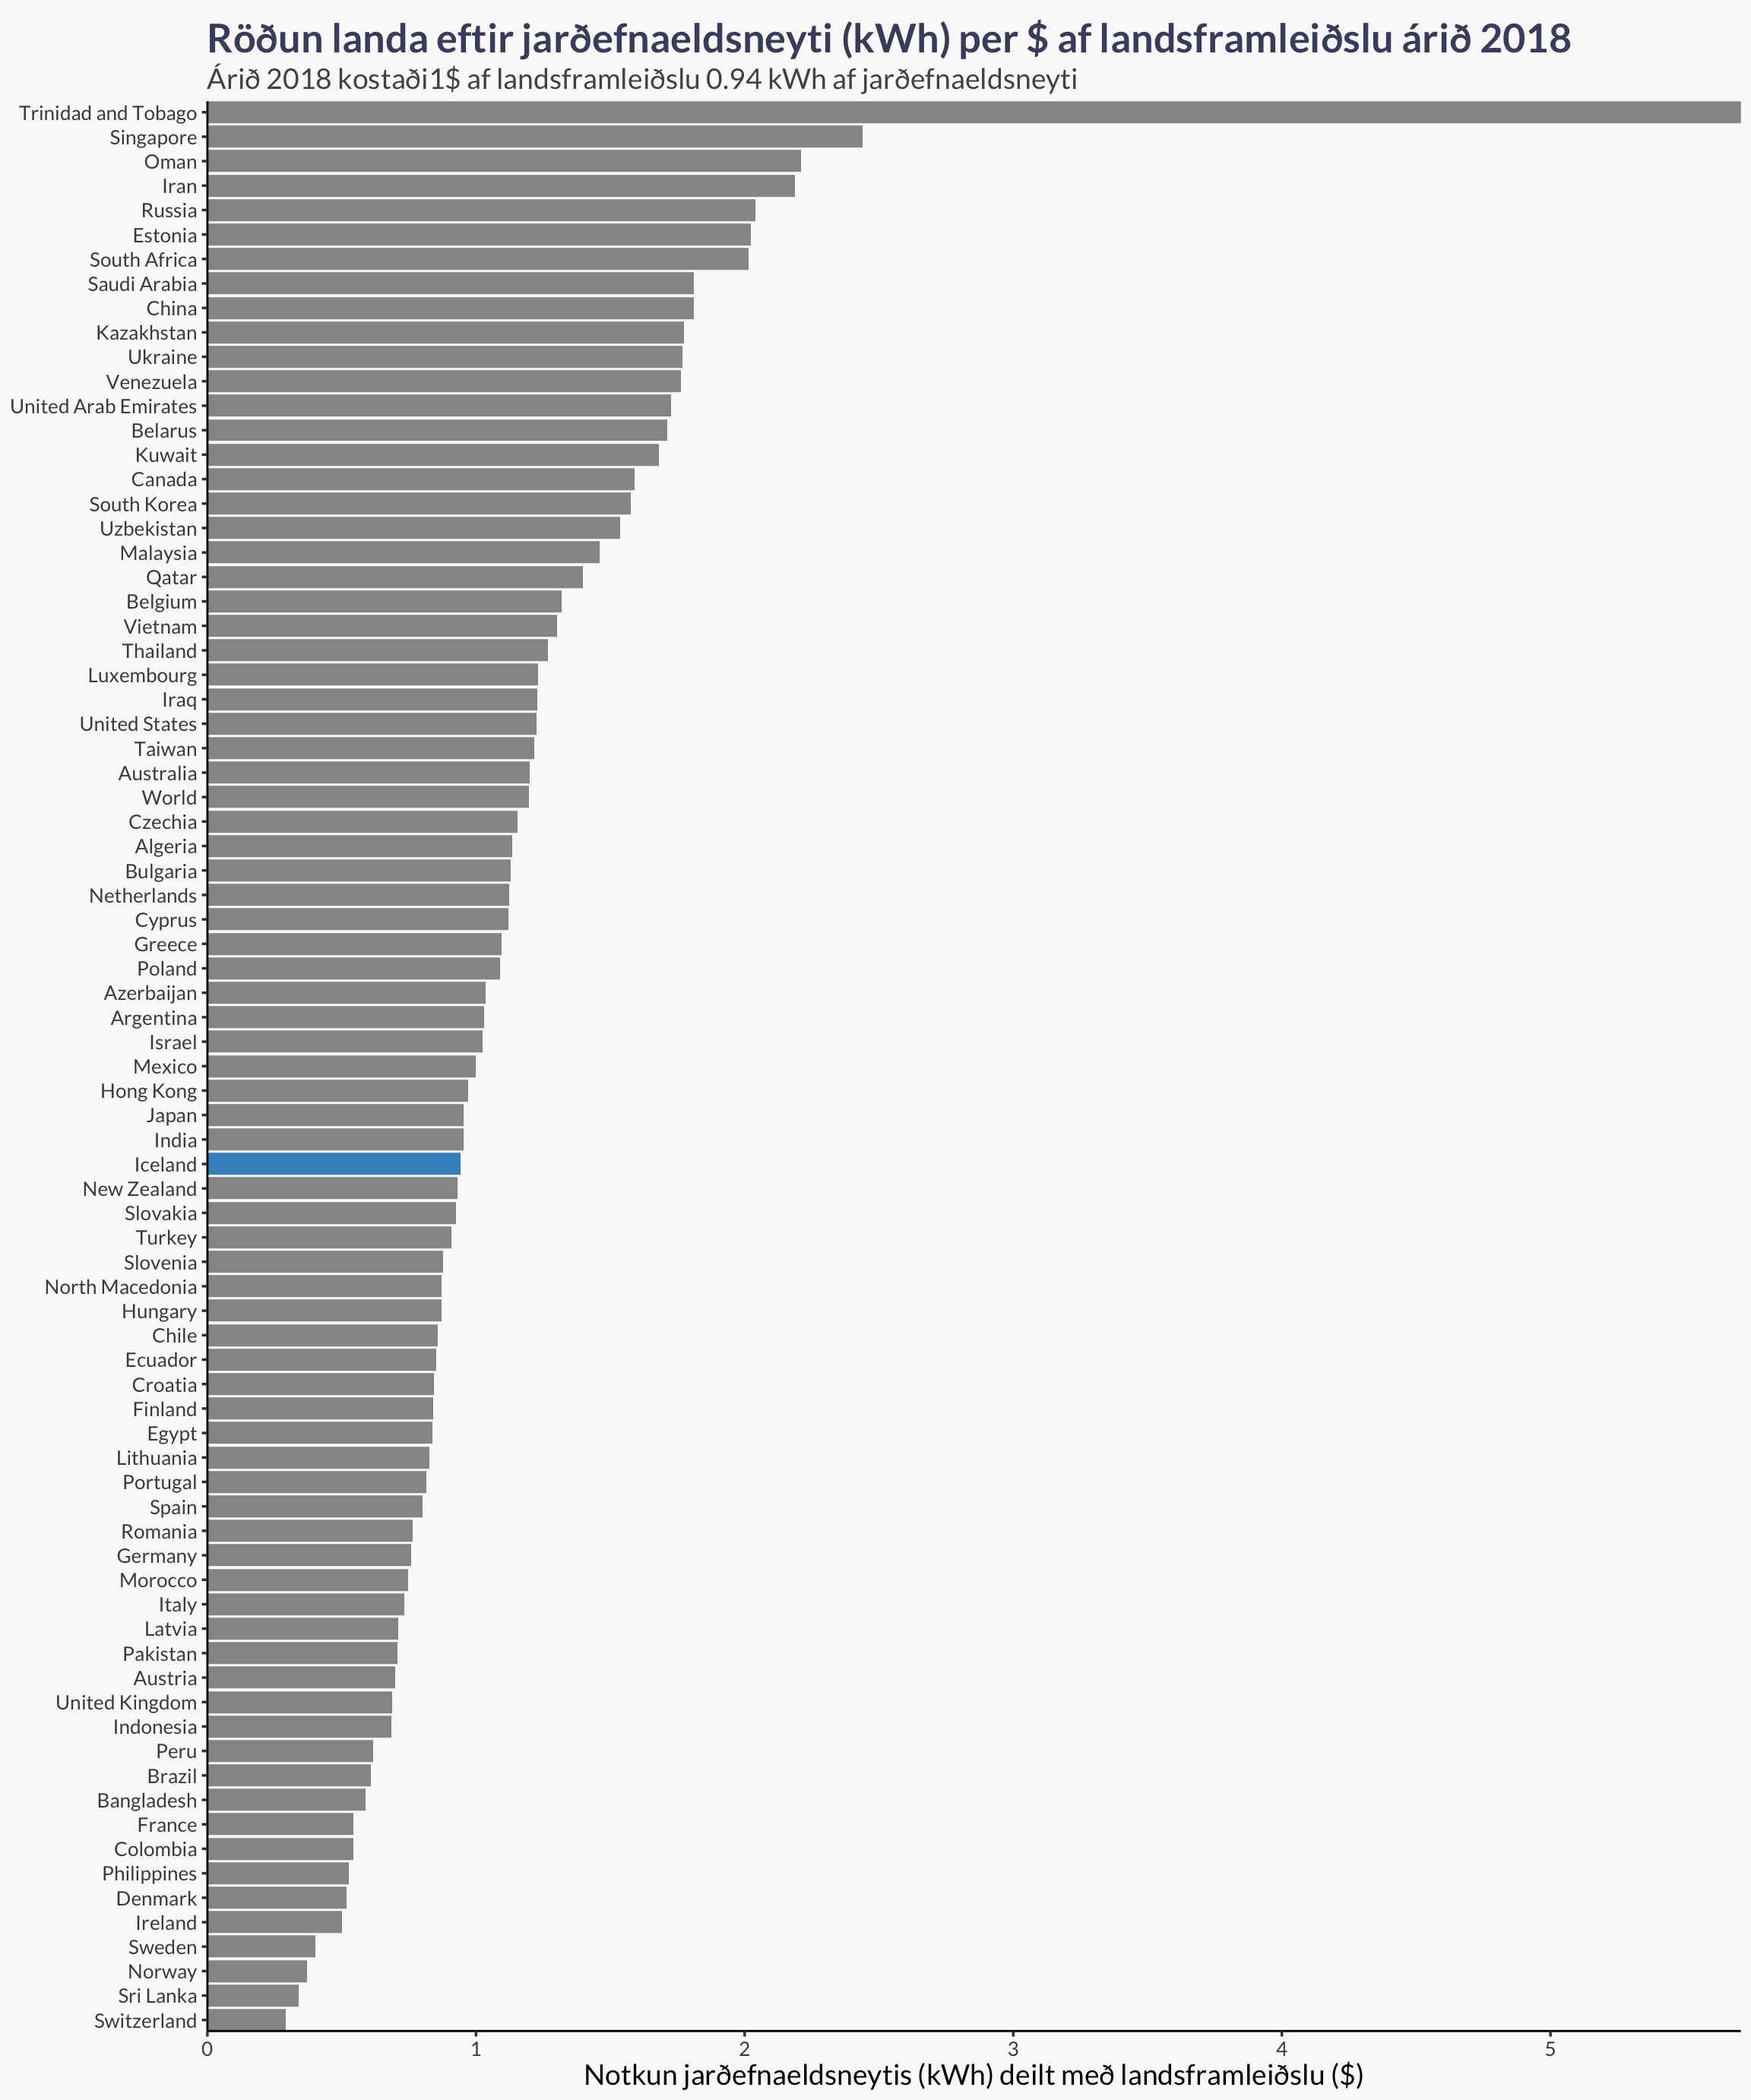 Röðun landa eftir jarðefnaeldsneyti (kWh) per $ af landsframleiðslu árið 2018
Árið 2018 kostaði1$ af landsframleiðslu 0.94 kWh af jarðefnaeldsneyti
Trinidad and Tobago
Singapore
Oman
Iran
Russia
Estonia
South Africa
Saudi Arabia
China
Kazakhstan
Ukraine
Venezuela
United Arab Emirates
Belarus
Kuwait
Canada
South Korea
Uzbekistan
Malaysia
Qatar
Belgium
Vietnam
Thailand
Luxembourg
Iraq
United States
Taiwan
Australia
World
Czechia
Algeria
Bulgaria
Netherlands
Cyprus
Greece
Poland
Azerbaijan
Argentina
Israel
Mexico
Hong Kong
Japan
India
Iceland
New Zealand
Slovakia
Turkey
Slovenia
North Macedonia
Hungary
Chile
Ecuador
Croatia
Finland
Egypt
Lithuania
Portugal
Spain
Romania
Germany
Morocco
Italy
Latvia
Pakistan
Austria
United Kingdom
Indonesia
Peru
Brazil
Bangladesh
France
Colombia
Philippines
Denmark
Ireland
Sweden
Norway
Sri Lanka
Switzerland
0 1 2 3 4 5
Notkun jarðefnaeldsneytis (kWh) deilt með landsframleiðslu ($)